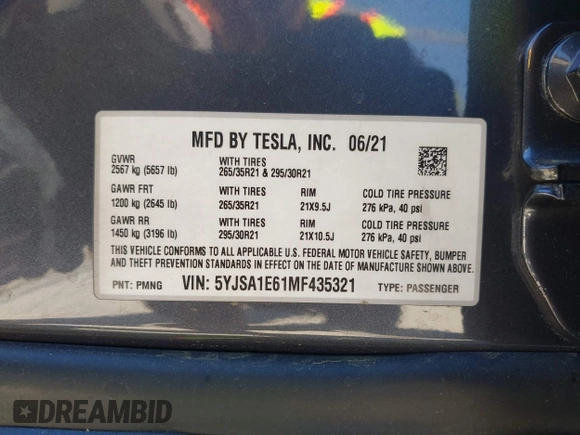 MFD BY TESLA, INC. 06/21
GVWR WITH TIRES
2567 kg (5657 lb) 265/35R21 & 295/30R21
GAWR FRT WITH TIRES RIM COLD TIRE PRESSURE
1200 kg (2645 lb) 265/35R21 21X9.5J 276 kPa, 40 psi
GAWR RR WITH TIRES RIM COLD TIRE PRESSURE
1450 kg (3196 lb) 295/30R21 21X10.5J 276 kPa, 40 psi
THIS VEHICLE CONFORMS TO ALL APPLICABLE U.S. FEDERAL MOTOR VEHICLE SAFETY, BUMPER
AND THEFT PREVENTION STANDARDS IN EFFECT ON THE DATE OF MANUFACTURE SHOWN ABOVE.
PNT: PMNG VIN: 5YJSA1E61MF435321 TYPE: PASSENGER
DREAMBID